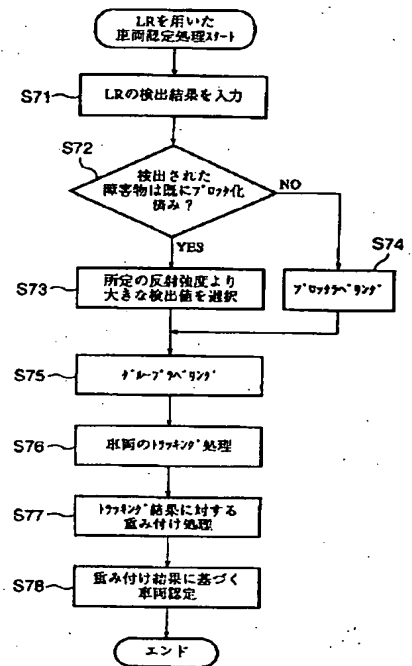 LRを用いた
車両認定処理スタート
S71
LRの検出結果を入力
S72
検出された
障害物は既にブロック化
済み？
NO
YES
S73
所定の反射強度より
大きな検出値を選択
S74
ブロックラベリング
S75
グループラベリング
S76
車両のトラッキング処理
S77
トラッキング結果に対する
重み付け処理
S78
重み付け結果に基づく
車両認定
エンド